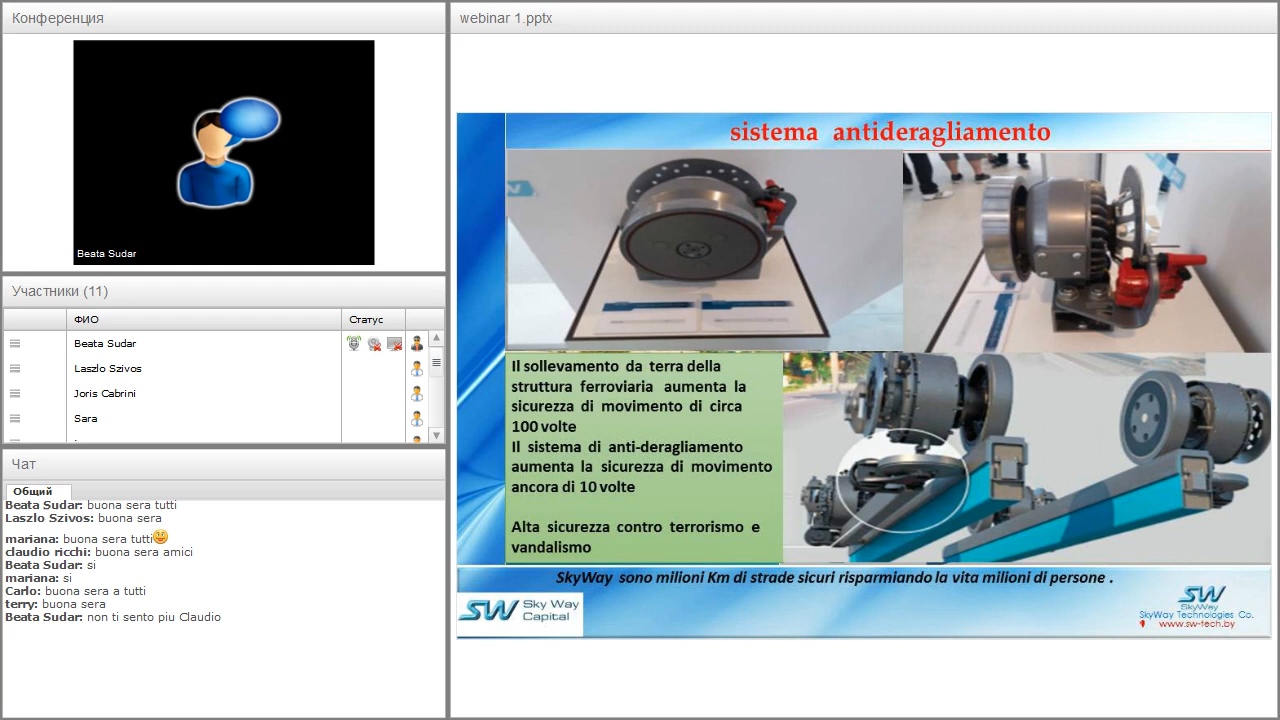 Конференция
Beata Sudar
Участники (11)
ФИО
Статус
Beata Sudar
Laszlo Szivos
Joris Cabrini
Sara
Чат
Общий
Beata Sudar: buona sera tutti
Laszlo Szivos: buona sera
mariana: buona sera tutti
claudio ricchi: buona sera amici
Beata Sudar: si
mariana: si
Carlo: buona sera a tutti
terry: buona sera
Beata Sudar: non ti sento piu Claudio
webinar 1.pptx
sistema antideragliamento
Il sollevamento da terra della
struttura ferroviaria aumenta la
sicurezza di movimento di circa
100 volte
Il sistema di anti-deragliamento
aumenta la sicurezza di movimento
ancora di 10 volte
Alta sicurezza contro terrorismo e
vandalismo
SkyWay sono milioni Km di strade sicuri risparmiando la vita milioni di persone .
SW Sky Way
Capital
SW
SkyWay
SkyWay Technologies Co.
www.sw-tech.by